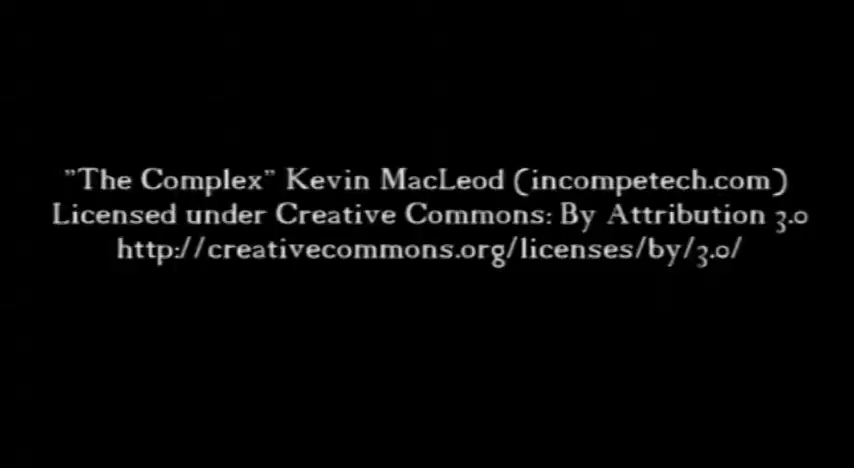 "The Complex" Kevin MacLeod (incompetech.com)
Licensed under Creative Commons: By Attribution 3.0
http://creativecommons.org/licenses/by/3.0/